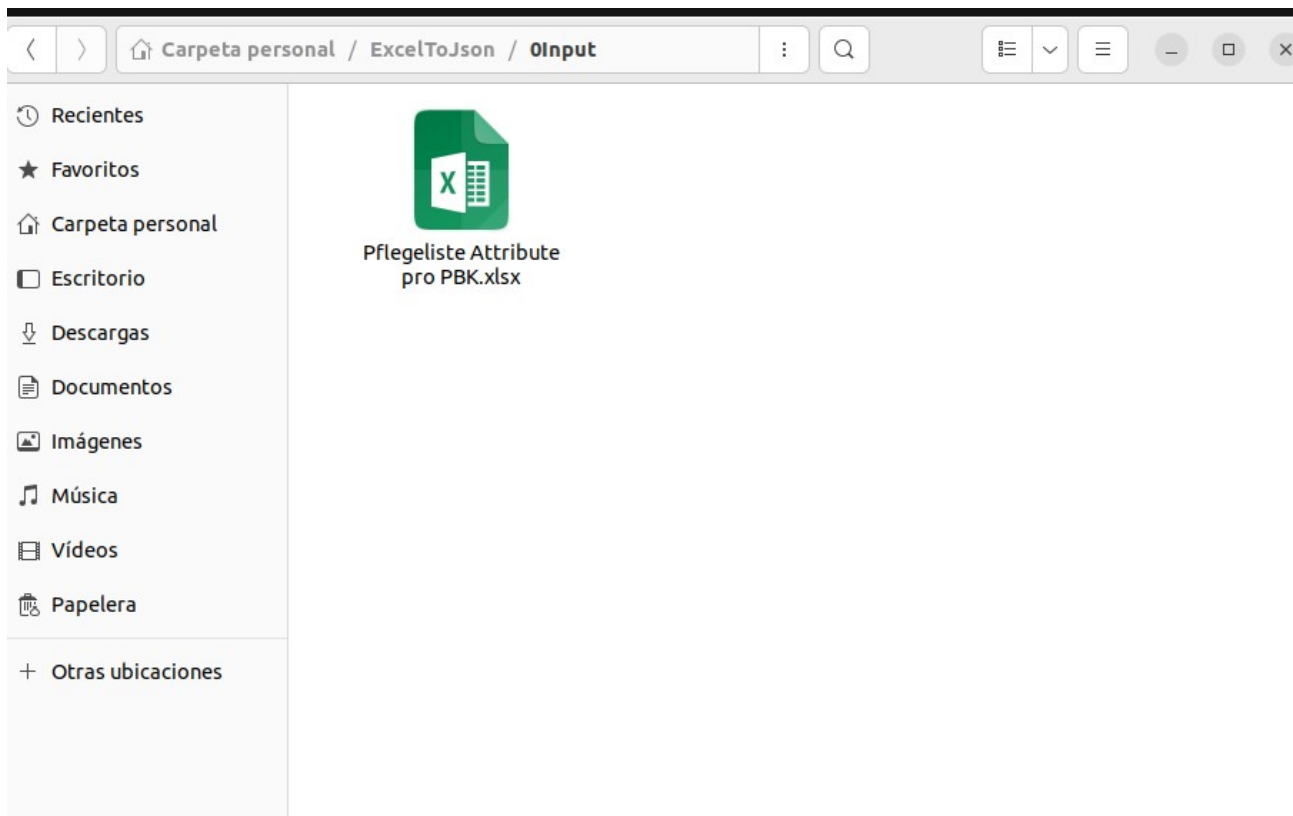 Carpeta personal / ExcelToJson / 0Input
Recientes
Favoritos
Carpeta personal
Escritorio
Descargas
Documentos
Imágenes
Música
Vídeos
Papelera
+ Otras ubicaciones
X
Pflegeliste Attribute
pro PBK.xlsx